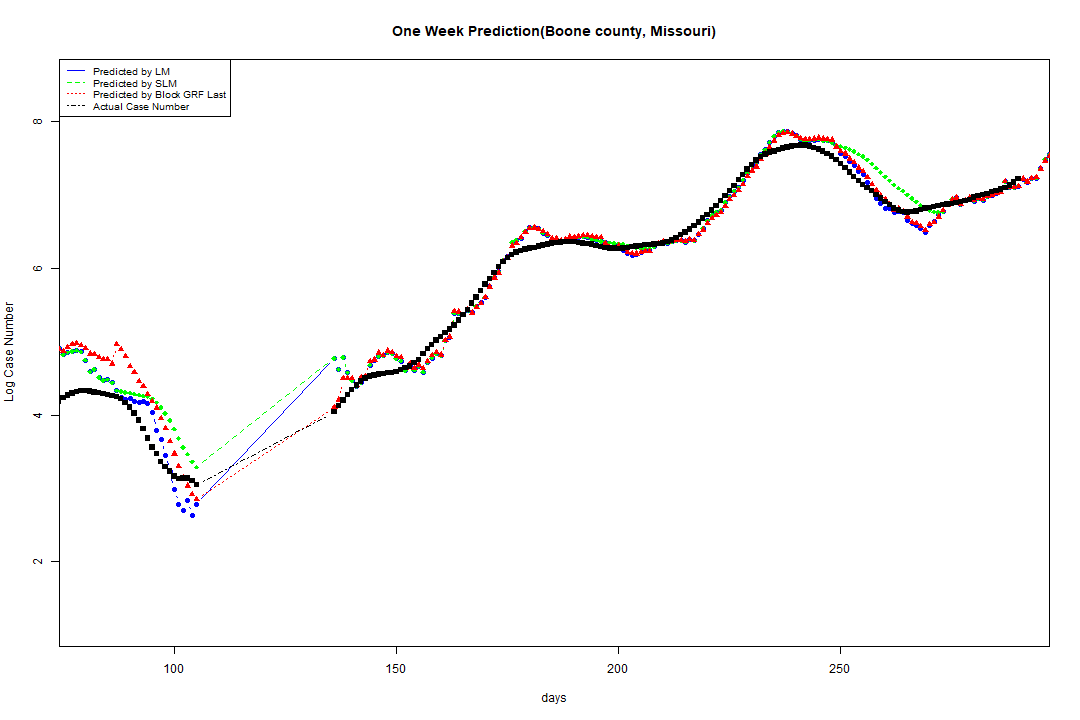 One Week Prediction(Boone county, Missouri)
Predicted by LM
Predicted by SLM
Predicted by Block GRF Last
Actual Case Number
8
6
4
2
Log Case Number
100 150 200 250
days